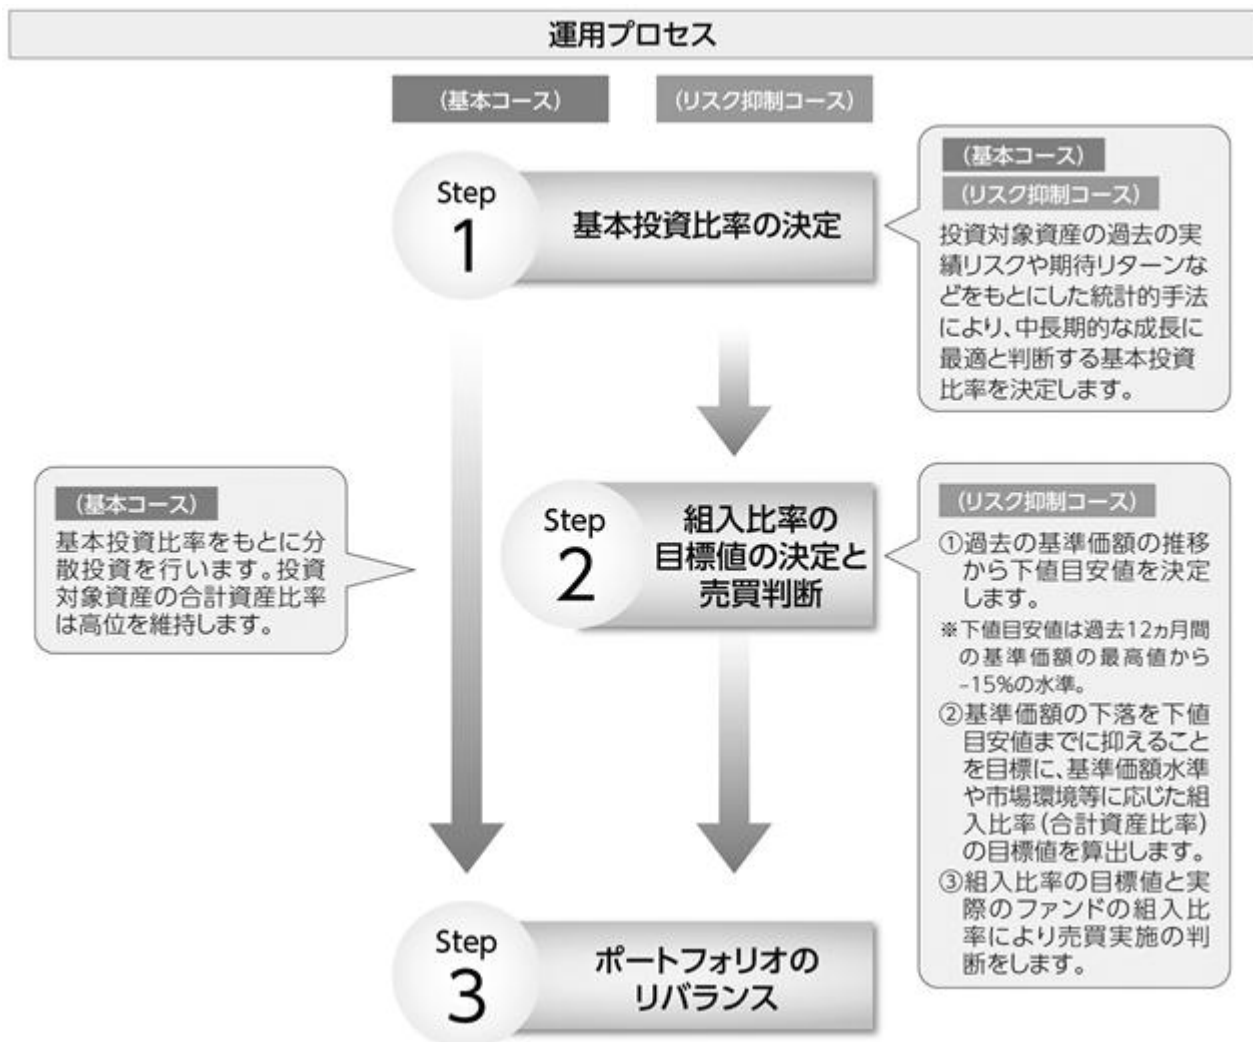 運用プロセス
(基本コース)
(リスク抑制コース)
Step
1
基本投資比率の決定
(基本コース)
(リスク抑制コース)
投資対象資産の過去の実
績リスクや期待リターンな
どをもとにした統計的手法
により、中長期的な成長に
最適と判断する基本投資
比率を決定します。
(基本コース)
基本投資比率をもとに分
散投資を行います。投資
対象資産の合計資産比率
は高位を維持します。
Step
2
組入比率の
目標値の決定と
売買判断
(リスク抑制コース)
①過去の基準価額の推移
から下値目安値を決定
します。
※下値目安値は過去12ヵ月間
の基準価額の最高値から
-15%の水準。
②基準価額の下落を下値
目安値までに抑えること
を目標に、基準価額水準
や市場環境等に応じた組
入比率(合計資産比率)
の目標値を算出します。
③組入比率の目標値と実
際のファンドの組入比
率により売買実施の判
断をします。
Step
3
ポートフォリオの
リバランス